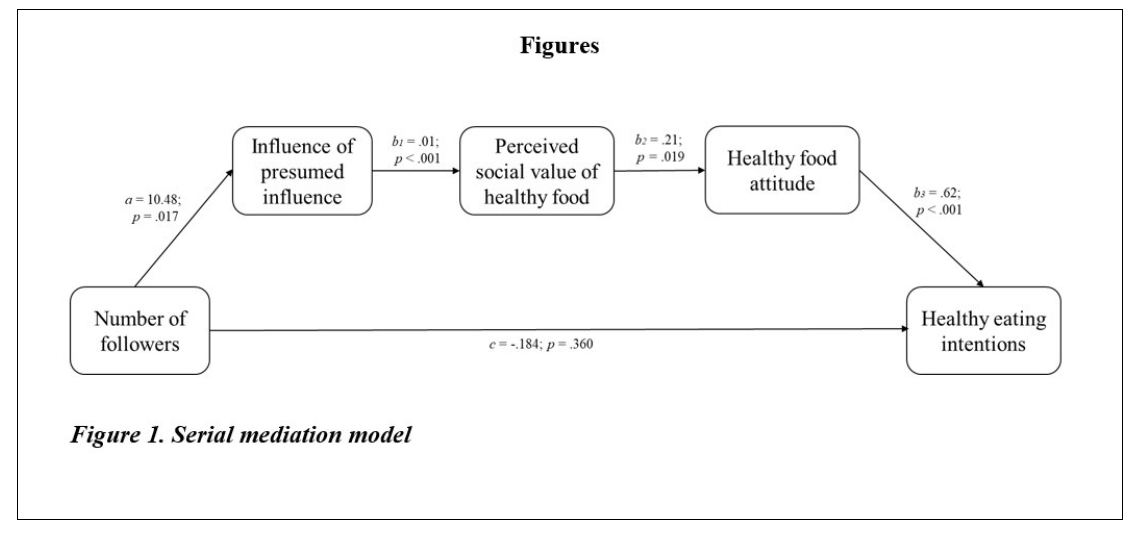 Figures
Influence of
presumed
influence
b1 = .01;
p < .001
Perceived
social value of
healthy food
b2 = .21;
p = .019
Healthy food
attitude
a = 10.48;
p = .017
b3 = .62;
p < .001
Number of
followers
c = -.184; p = .360
Healthy eating
intentions
Figure 1. Serial mediation model